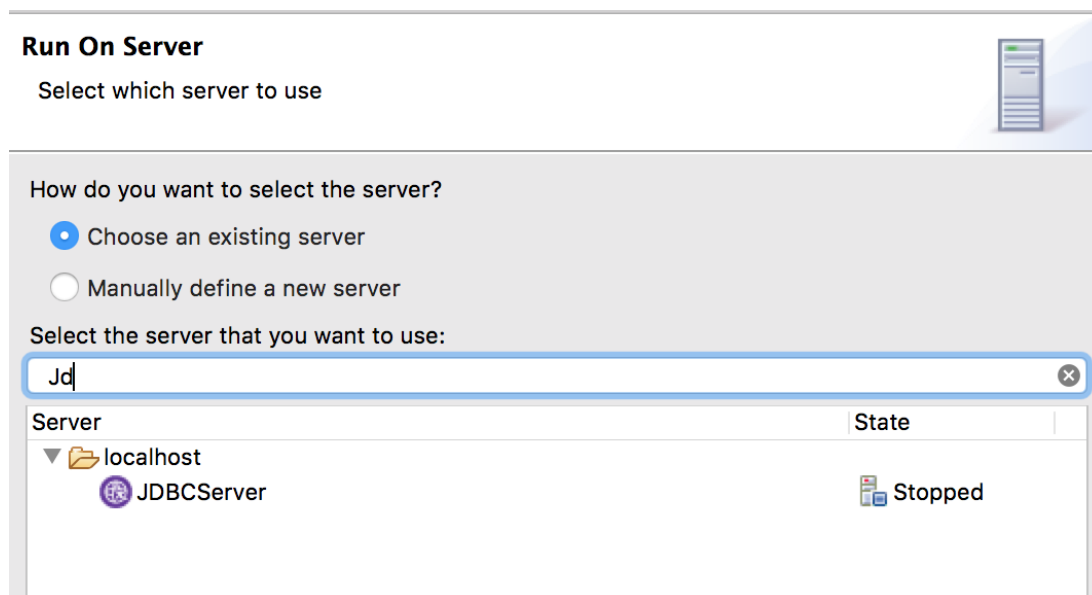 Run On Server
Select which server to use
How do you want to select the server?
Choose an existing server
Manually define a new server
Select the server that you want to use:
Jd
Server State
localhost
JDBCServer Stopped